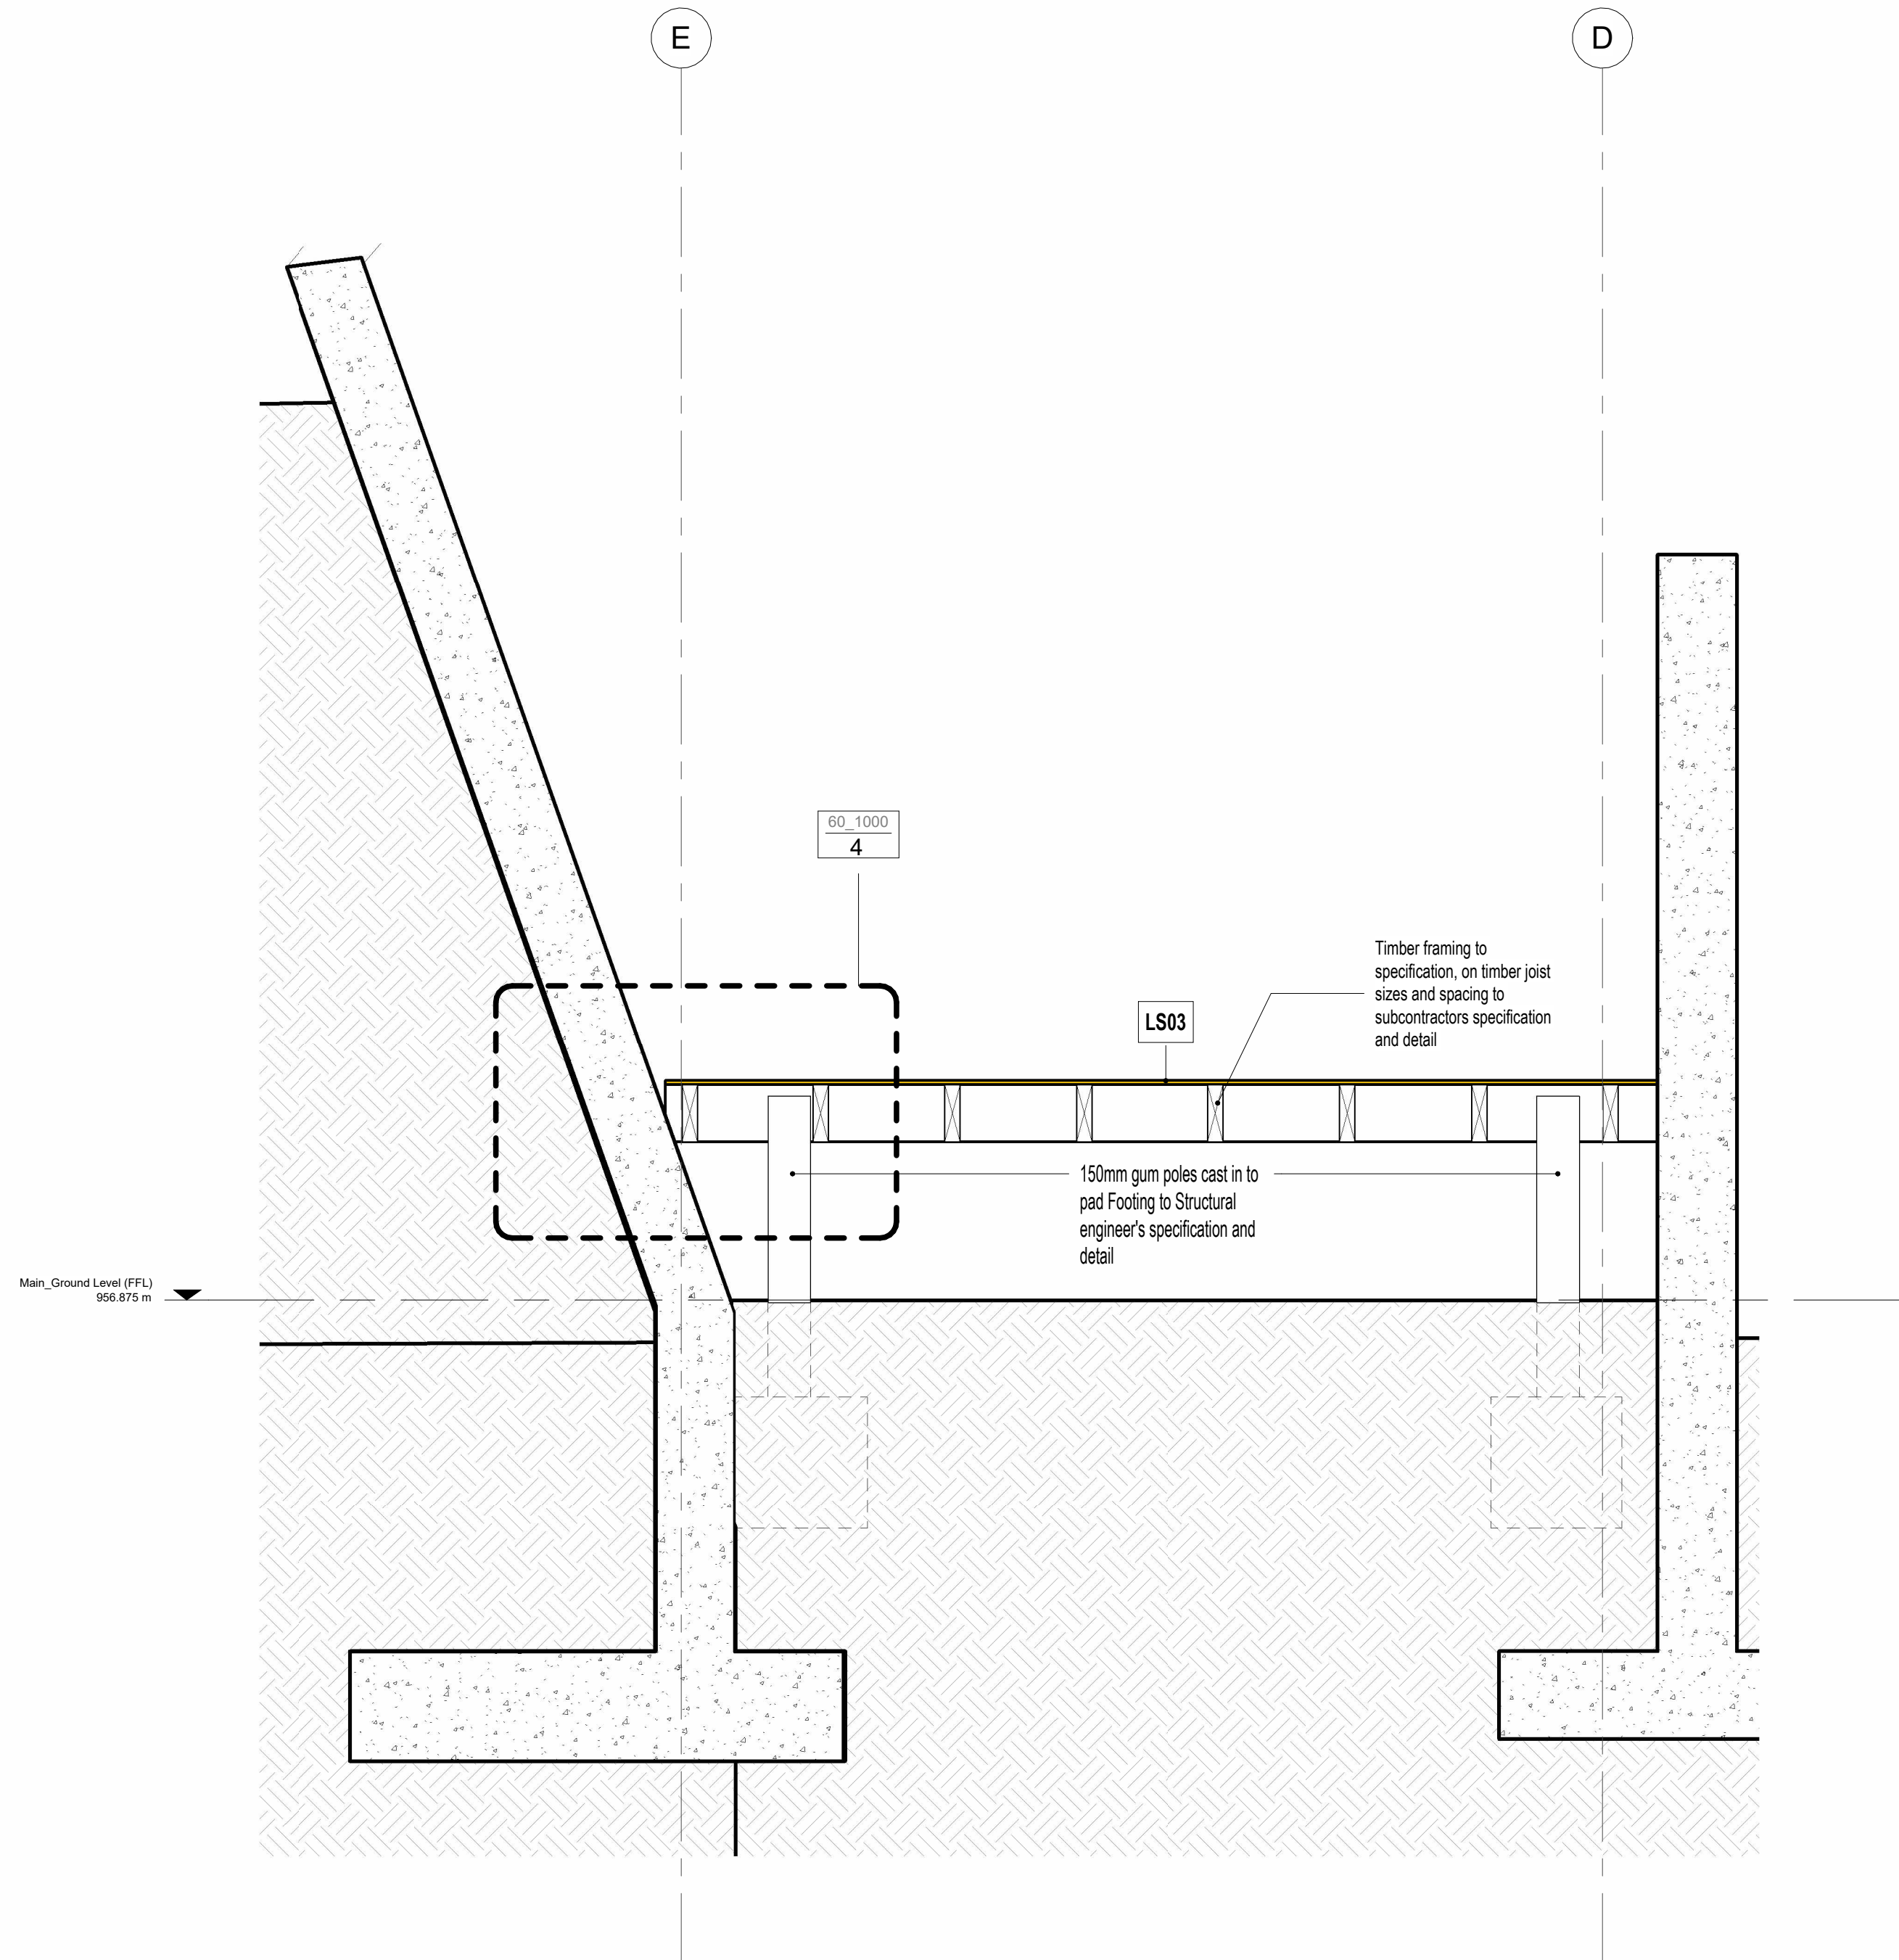 E
D
60_1000
4
Timber framing to
specification, on timber joist
sizes and spacing to
subcontractors specification
and detail
LS03
150mm gum poles cast in to
pad Footing to Structural
engineer's specification and
detail
Main_Ground Level (FFL)
956.875 m